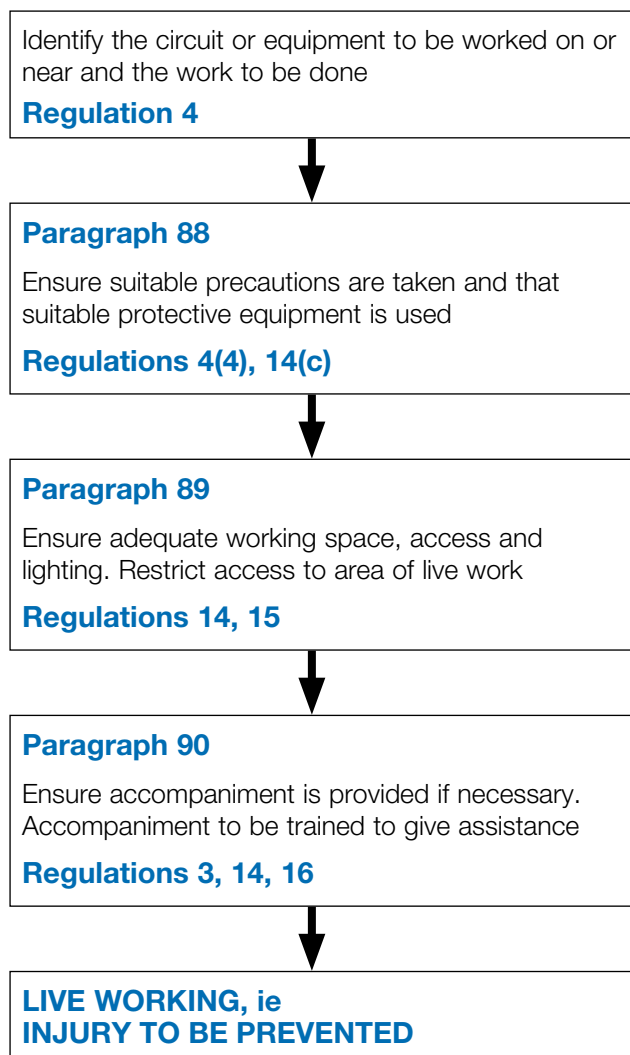 Identify the circuit or equipment to be worked on or
near and the work to be done
Regulation 4
Paragraph 88
Ensure suitable precautions are taken and that
suitable protective equipment is used
Regulations 4(4), 14(c)
Paragraph 89
Ensure adequate working space, access and
lighting. Restrict access to area of live work
Regulations 14, 15
Paragraph 90
Ensure accompaniment is provided if necessary.
Accompaniment to be trained to give assistance
Regulations 3, 14, 16
LIVE WORKING, ie
INJURY TO BE PREVENTED